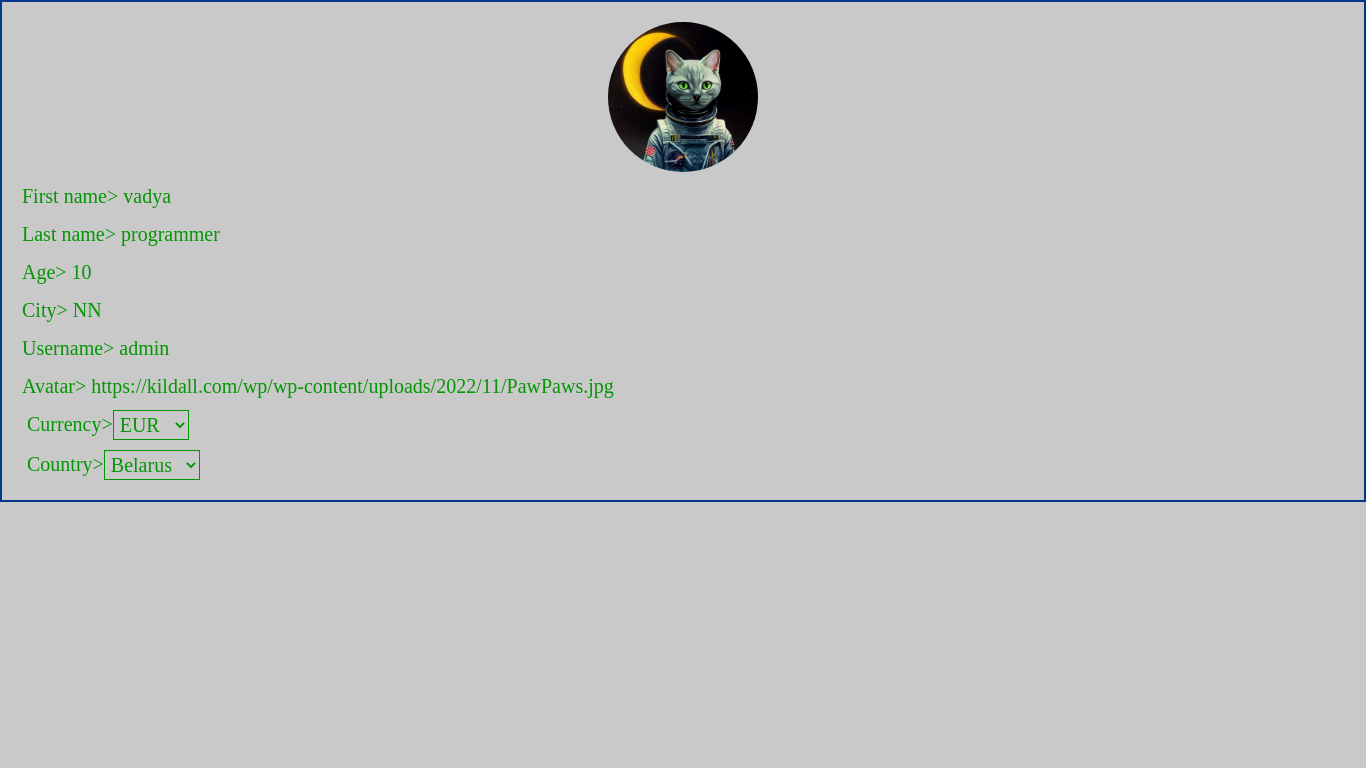 First name> vadya
Last name> programmer
Age> 10
City> NN
Username> admin
Avatar> https://kildall.com/wp/wp-content/uploads/2022/11/PawPaws.jpg
Currency> EUR
Country> Belarus